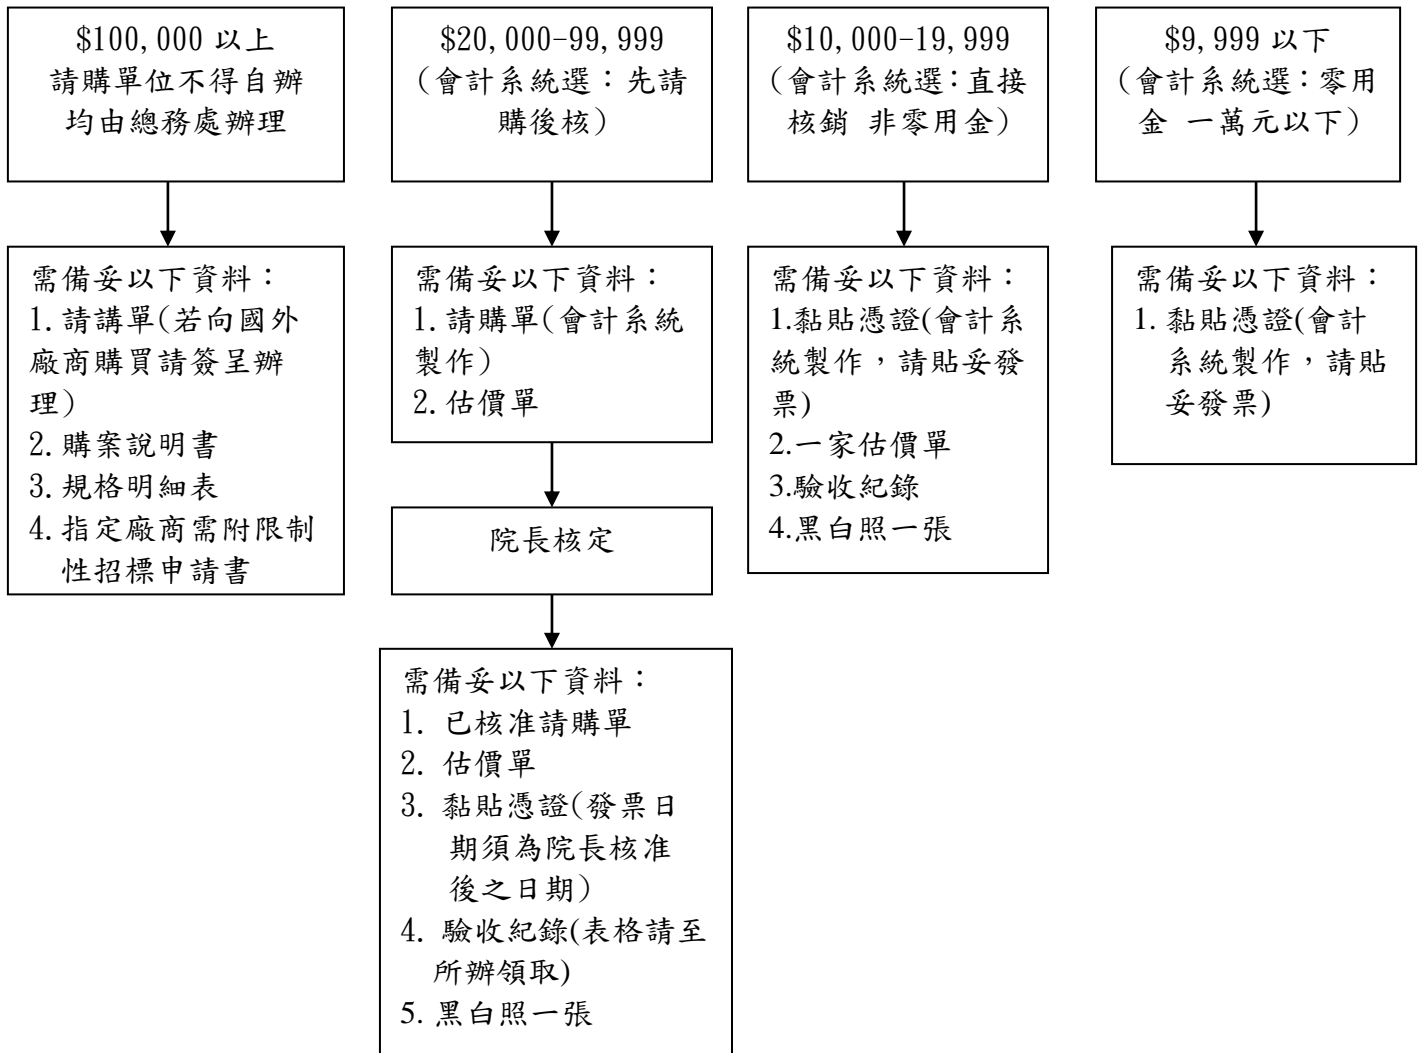 $100,000 以上
請購單位不得自辦
均由總務處辦理
需備妥以下資料：
1.請講單(若向國外
廠商購買請簽呈辦
理)
2.購案說明書
3.規格明細表
4.指定廠商需附限制
性招標申請書
$20,000-99,999
(會計系統選：先請
購後核)
需備妥以下資料：
1.請購單(會計系統
製作)
2.估價單
院長核定
需備妥以下資料：
1. 已核准請購單
2. 估價單
3. 黏貼憑證(發票日
期須為院長核准
後之日期)
4. 驗收紀錄(表格請至
所辦領取)
5. 黑白照一張
$10,000-19,999
(會計系統選：直接
核銷 非零用金)
需備妥以下資料：
1.黏貼憑證(會計系
統製作，請貼妥發
票)
2.一家估價單
3.驗收紀錄
4.黑白照一張
$9,999 以下
(會計系統選：零用
金 一萬元以下)
需備妥以下資料：
1. 黏貼憑證(會計
系統製作，請貼
妥發票)